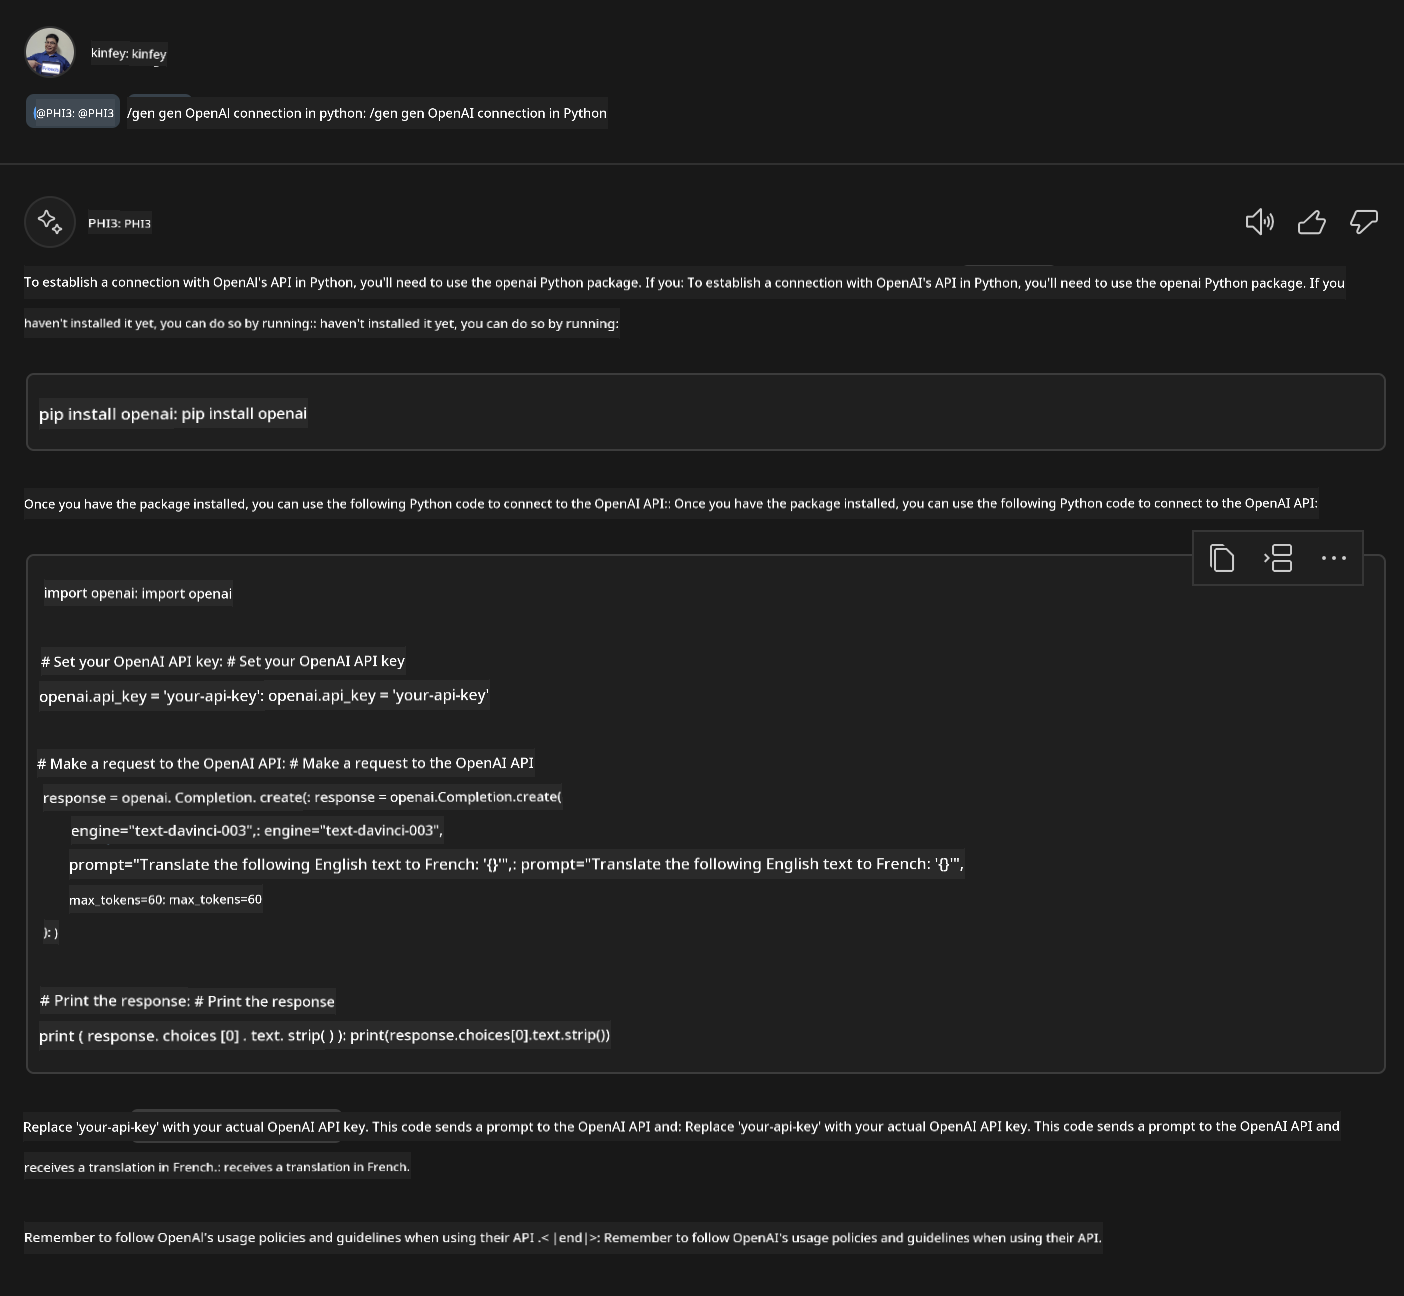 kinfey: kinfey
@PHI3: @PHI3 /gen gen OpenAI connection in python: /gen gen OpenAI connection in Python
PHI3: PHI3
To establish a connection with OpenAI's API in Python, you'll need to use the openai Python package. If you: To establish a connection with OpenAI's API in Python, you'll need to use the openai Python package. If you
haven't installed it yet, you can do so by running:: haven't installed it yet, you can do so by running:
pip install openai: pip install openai
Once you have the package installed, you can use the following Python code to connect to the OpenAI API:: Once you have the package installed, you can use the following Python code to connect to the OpenAI API:
import openai: import openai
# Set your OpenAI API key: # Set your OpenAI API key
openai.api_key = 'your-api-key': openai.api_key = 'your-api-key'
# Make a request to the OpenAI API: # Make a request to the OpenAI API
response = openai. Completion. create(: response = openai.Completion.create(
engine="text-davinci-003",: engine="text-davinci-003",
prompt="Translate the following English text to French: '{}'",: prompt="Translate the following English text to French: '{}'",
max_tokens=60: max_tokens=60
): )
# Print the response: # Print the response
print ( response. choices [0] . text. strip( ) ): print(response.choices[0].text.strip())
Replace 'your-api-key' with your actual OpenAI API key. This code sends a prompt to the OpenAI API and: Replace 'your-api-key' with your actual OpenAI API key. This code sends a prompt to the OpenAI API and
receives a translation in French.: receives a translation in French.
Remember to follow OpenAI's usage policies and guidelines when using their API .< |end|>: Remember to follow OpenAI's usage policies and guidelines when using their API.